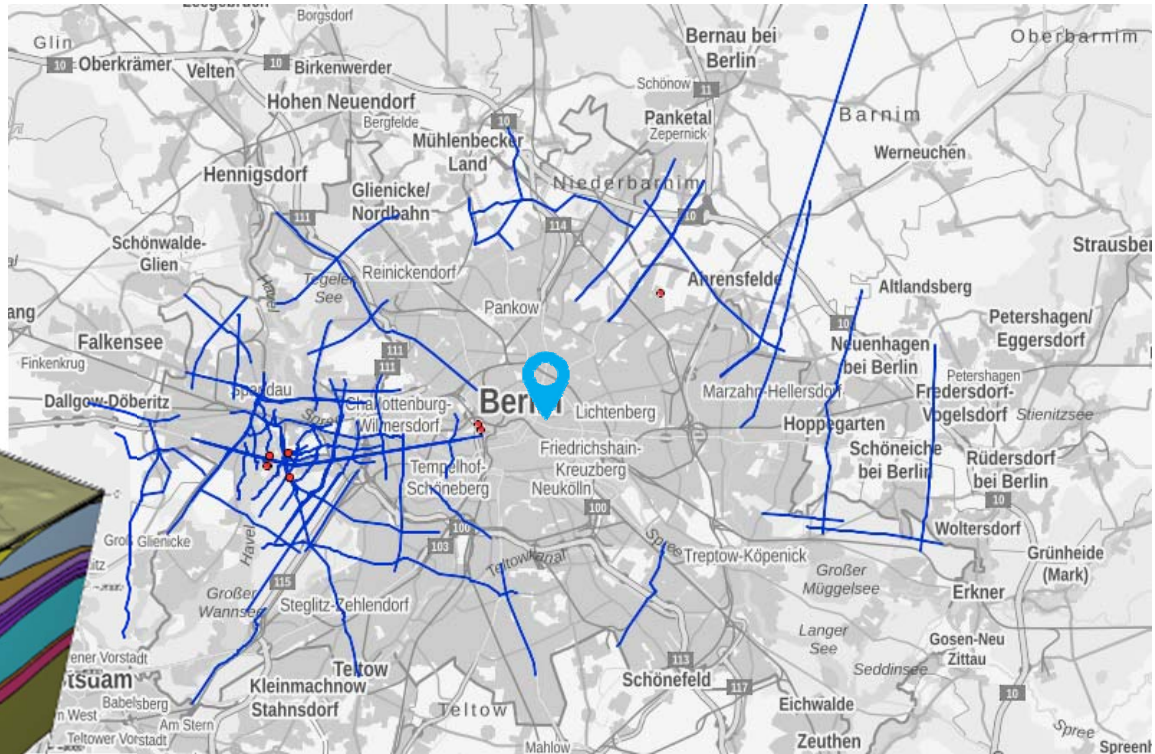 Glin
10
Oberkrämer
Velten
10
Birkenwerder
Borgsdorf
Hohen Neuendorf
Bergfelde
10
Mühlenbecker
Land
Bernau bei
Berlin
Schönow
11
Panketal
Zepernick
Oberbarnim
Barnim
Werneuchen
Hennigsdorf
Glienicke/
Nordbahn
Niederbarnim
111
114
10
Schönwalde-
Glien
Havel
Tegeler
See
Reinickendorf
Pankow
Ahrensfelde
Altlandsberg
Falkensee
Finkenkrug
111
111
10
Neuenhagen
bei Berlin
Petershagen/
Eggersdorf
Petershagen
Fredersdorf-
Vogelsdorf
Stienitzsee
Dallgow-Döberitz
Spandau
Spree
Charlottenburg-
Wilmersdorf
Berlin
Lichtenberg
Marzahn-Hellersdorf
Hoppegarten
Friedrichshain-
Kreuzberg
Neukölln
Tempelhof-
Schöneberg
Schöneiche
bei Berlin
Rüdersdorf
bei Berlin
10
100
100
103
Groß Glienicke
Havel
115
Teltowkanal
Spree
Treptow-Köpenick
Woltersdorf
Grünheide
(Mark)
Großer
Wannsee
Steglitz-Zehlendorf
Großer
Müggelsee
Erkner
Langer
See
Gosen-Neu
Zittau
Seddinsee
Teltow
Kleinmachnow
Stahnsdorf
113
Schönefeld
117
10
Babelsberg
Am Stern
Teltower Vorstadt
Teltow
Mahlow
Eichwalde
Zeuthen
Spree